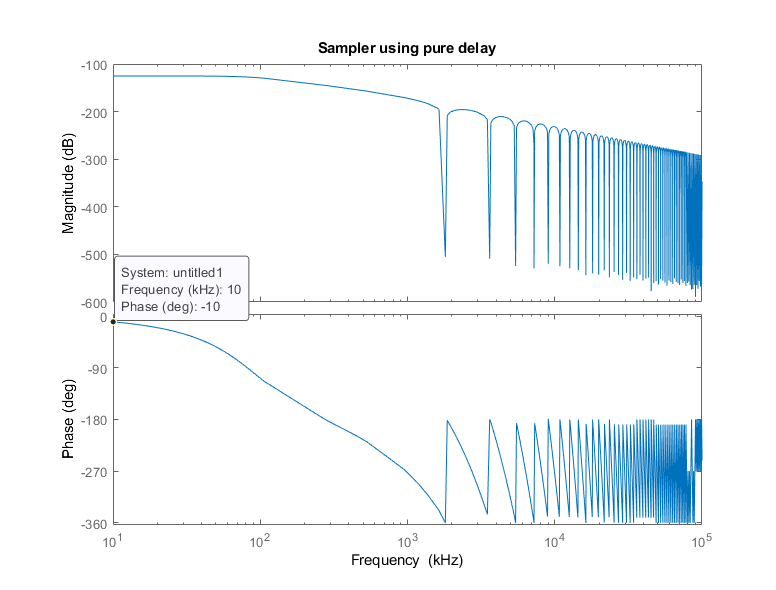 Sampler using pure delay
-100
-200
-300
-400
-500
-600
Magnitude (dB)
System: untitled1
Frequency (kHz): 10
Phase (deg): -10
0
-90
-180
-270
-360
Phase (deg)
10^1
10^2
10^3
10^4
10^5
Frequency (kHz)